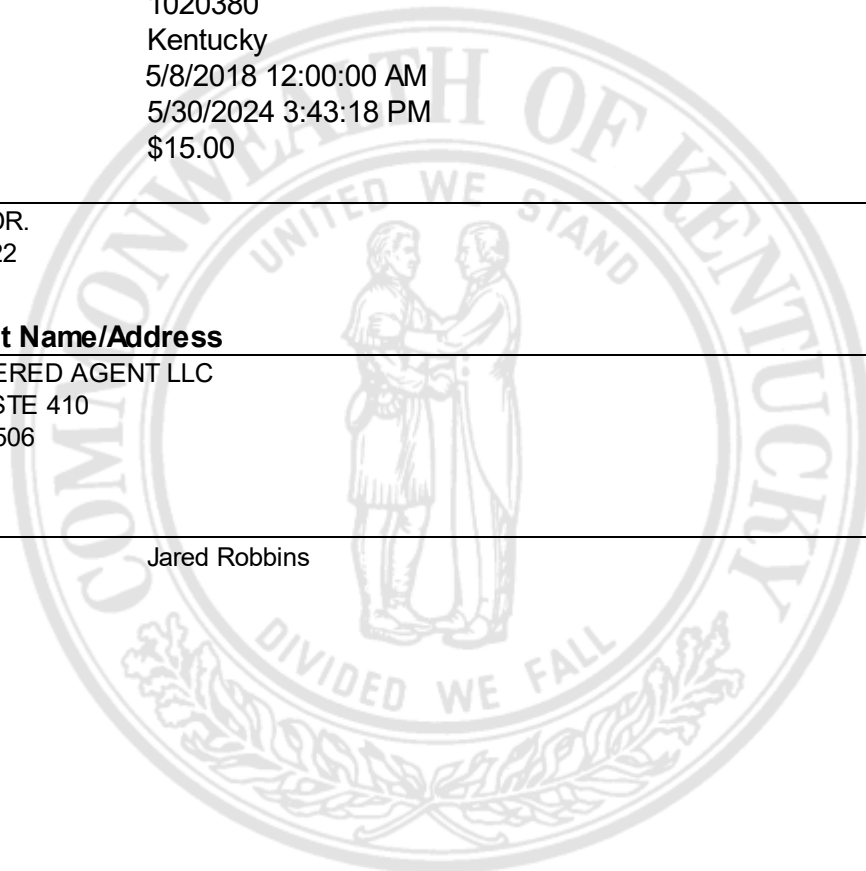 1020380
Kentucky
5/8/2018 12:00:00 AM
5/30/2024 3:43:18 PM
$15.00
OR.
22
t Name/Address
ERED AGENT LLC
STE 410
506
Jared Robbins
COMMONWEALTH OF KENTUCKY
UNITED WE STAND
DIVIDED WE FALL